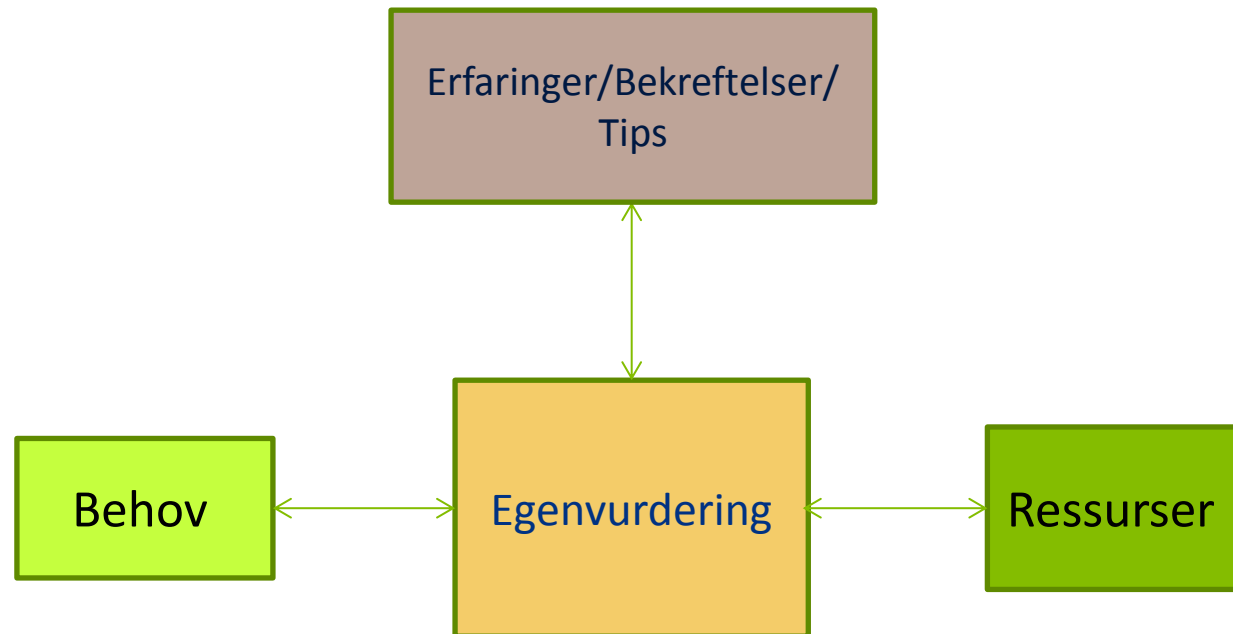 Erfaringer/Bekreftelser/
Tips
Behov
Egenvurdering
Ressurser